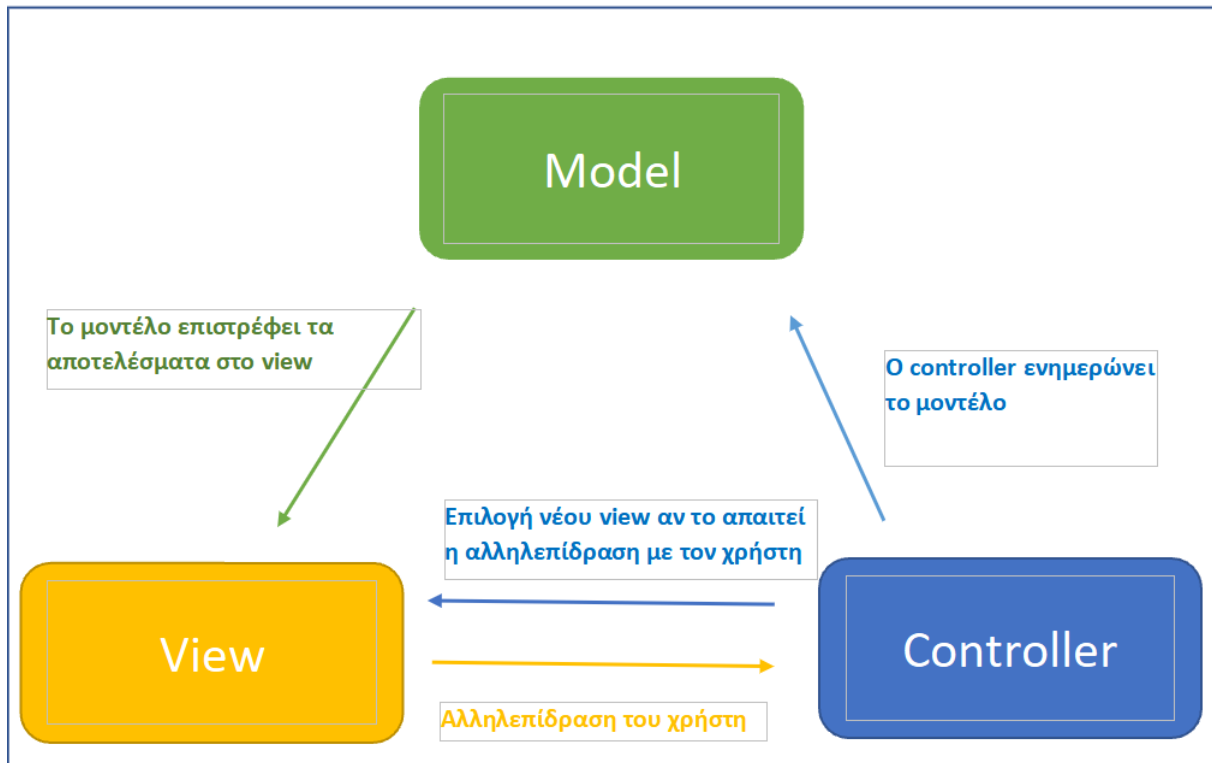 Model
Το μοντέλο επιστρέφει τα
αποτελέσματα στο view
Ο controller ενημερώνει
το μοντέλο
Επιλογή νέου view αν το απαιτεί
η αλληλεπίδραση με τον χρήστη
View
Controller
Αλληλεπίδραση του χρήστη